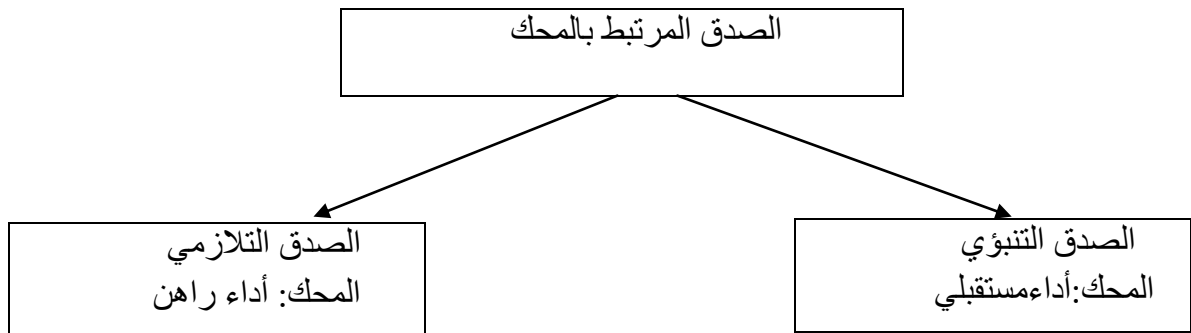 الصدق المرتبط بالمحك
الصدق التنبؤي
المحك:أداءمستقبلي
الصدق التلازمي
المحك: أداء راهن